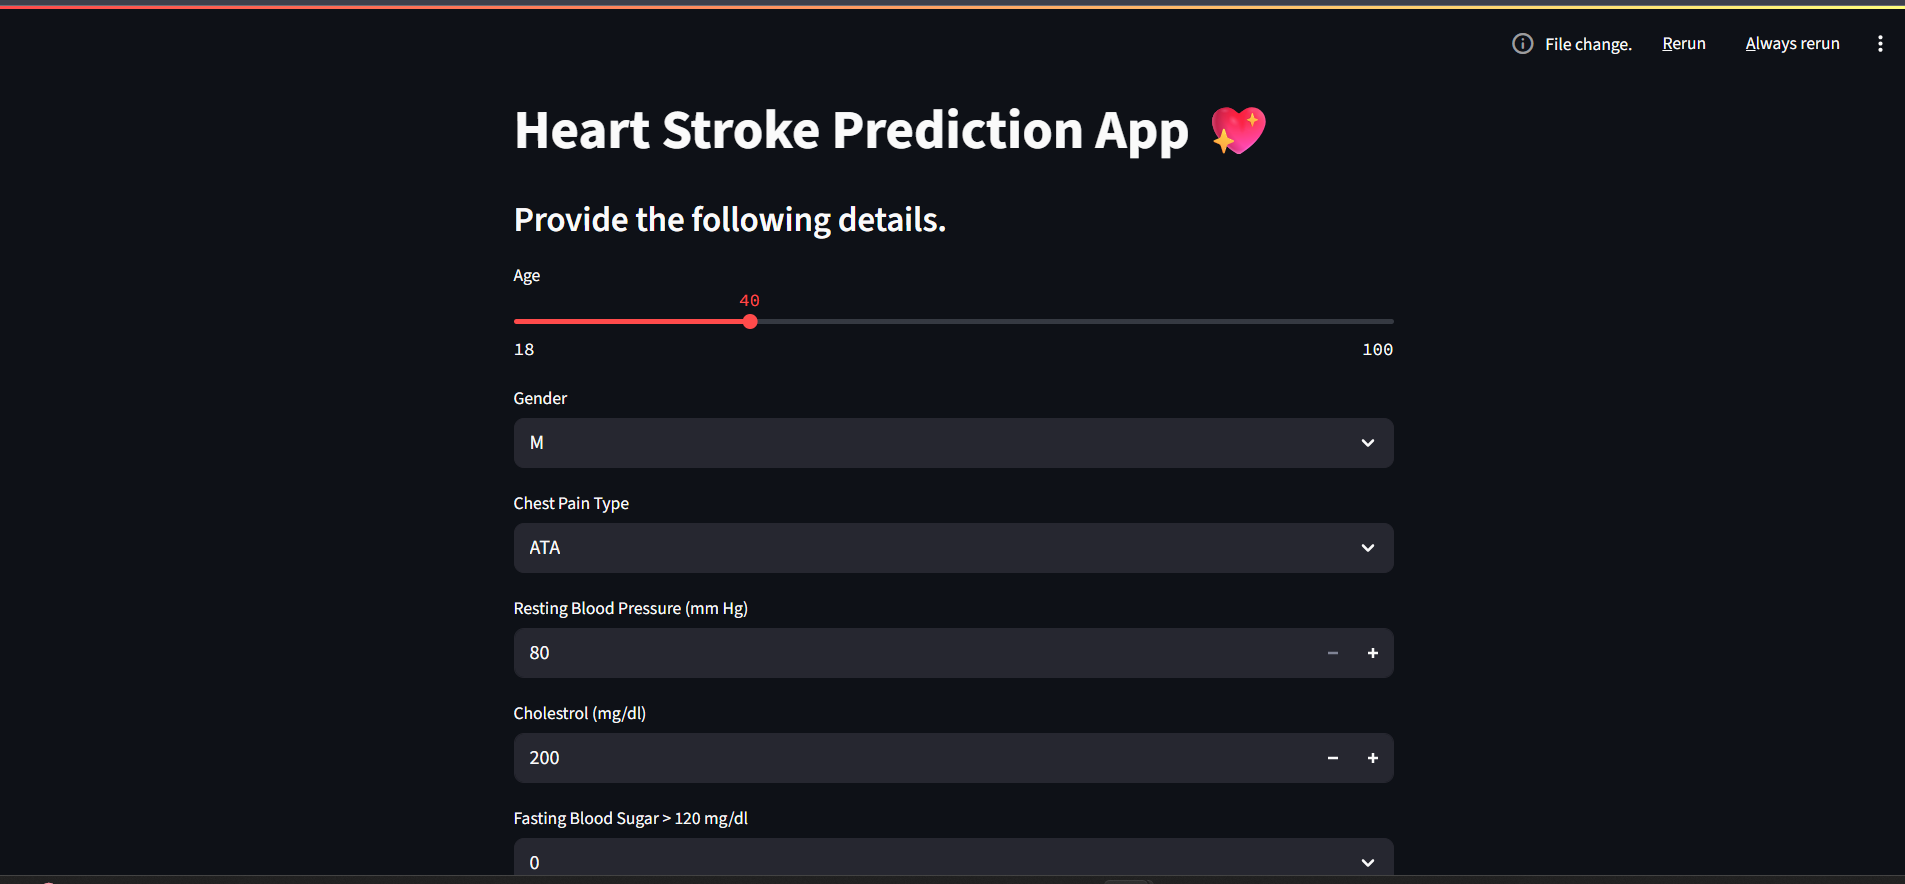 File change. Rerun Always rerun
Heart Stroke Prediction App
Provide the following details.
Age
40
18 100
Gender
M
Chest Pain Type
ATA
Resting Blood Pressure (mm Hg)
80
Cholestrol (mg/dl)
200
Fasting Blood Sugar > 120 mg/dl
0